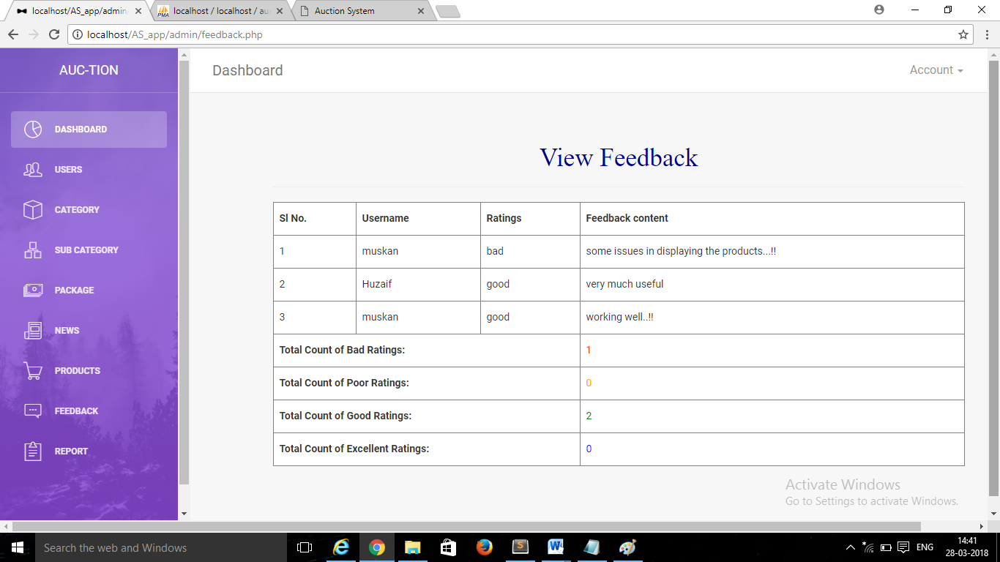 localhost/AS_app/admin/
localhost / localhost / au
Auction System
localhost/AS_app/admin/feedback.php
AUC-TION
Dashboard
Account
DASHBOARD
USERS
CATEGORY
SUB CATEGORY
PACKAGE
NEWS
PRODUCTS
FEEDBACK
REPORT
View Feedback
Sl No. Username Ratings Feedback content
1 muskan bad some issues in displaying the products...!!
2 Huzaif good very much useful
3 muskan good working well..!!
Total Count of Bad Ratings: 1
Total Count of Poor Ratings: 0
Total Count of Good Ratings: 2
Total Count of Excellent Ratings: 0
Activate Windows
Go to Settings to activate Windows.
Search the web and Windows
ENG
14:41
28-03-2018